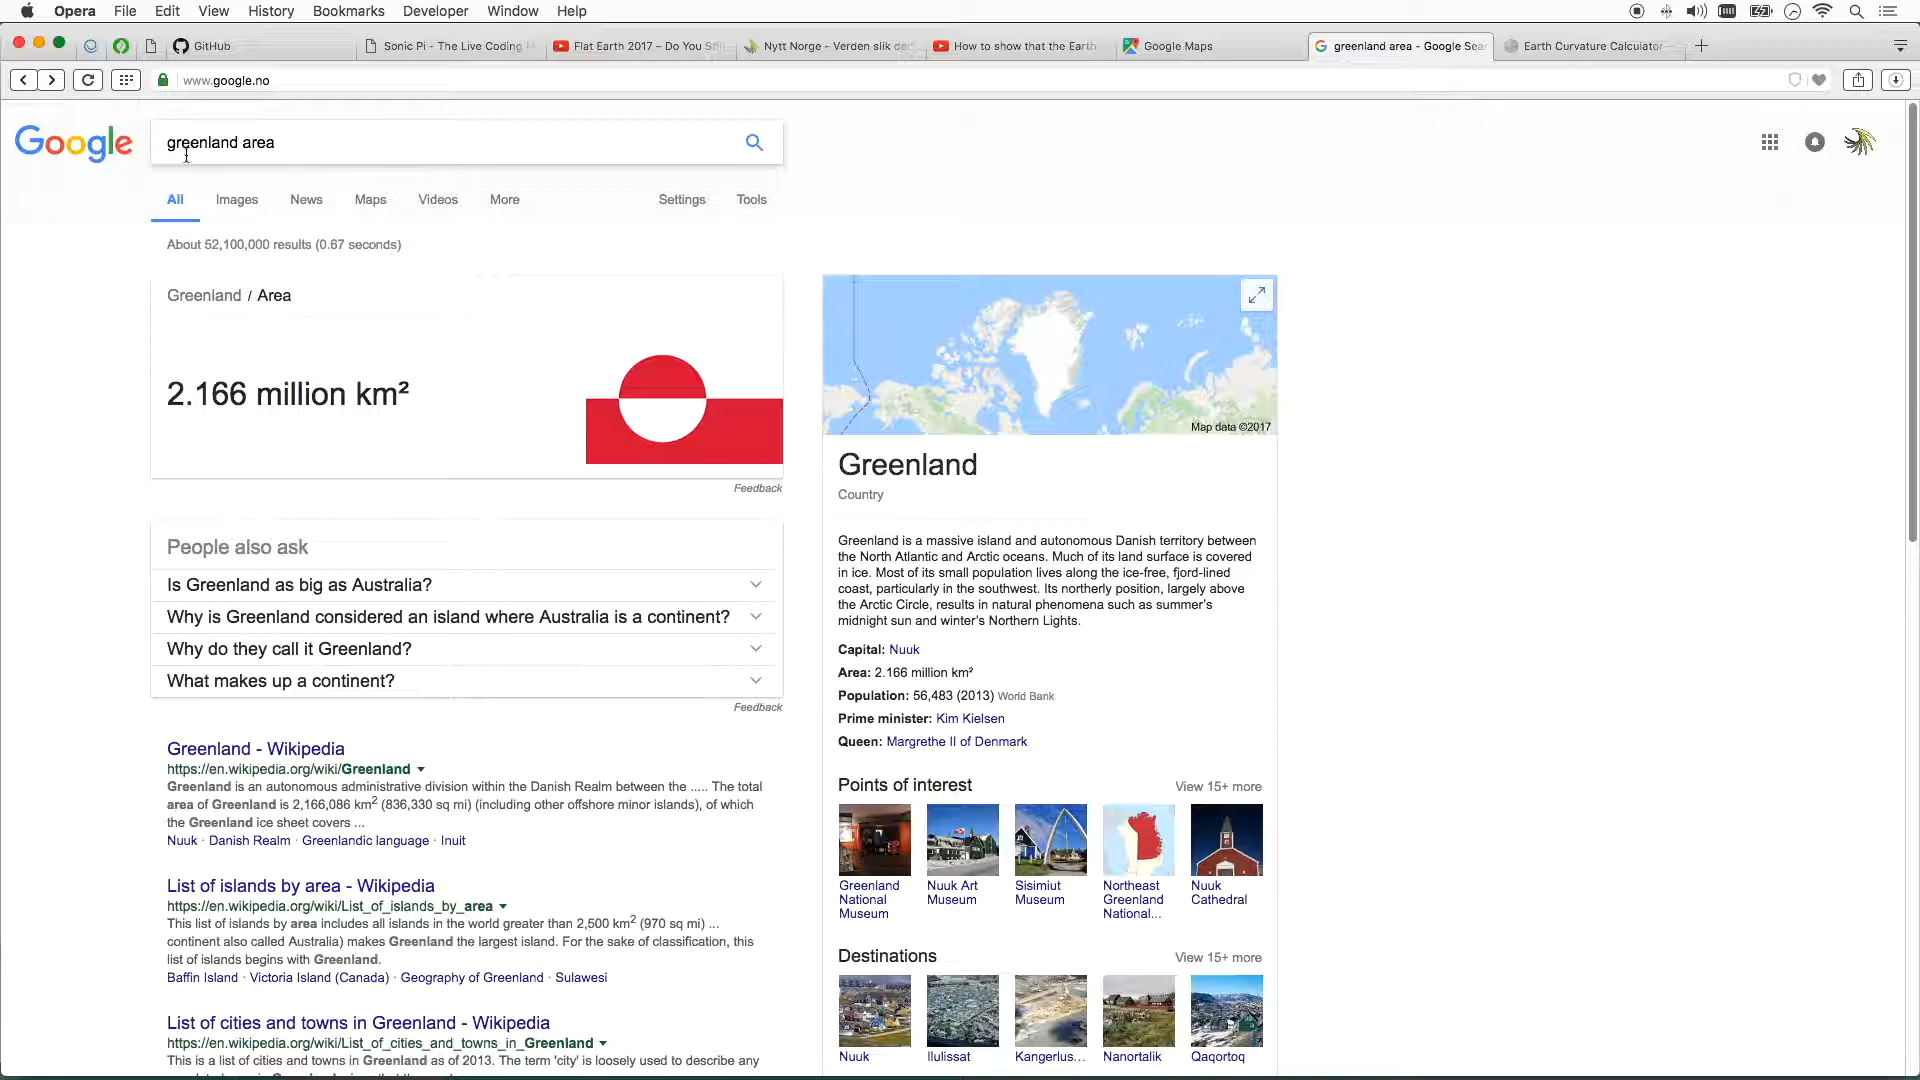 Opera File Edit View History Bookmarks Developer Window Help
GitHub
Sonic Pi - The Live Coding
Flat Earth 2017 – Do You Stil
Nytt Norge - Verden slik de
How to show that the Earth
Google Maps
greenland area - Google Sea
Earth Curvature Calculator
www.google.no
Google
greenland area
All Images News Maps Videos More Settings Tools
About 52,100,000 results (0.67 seconds)
Greenland / Area
2.166 million km²
Feedback
People also ask
Is Greenland as big as Australia?
Why is Greenland considered an island where Australia is a continent?
Why do they call it Greenland?
What makes up a continent?
Feedback
Greenland - Wikipedia
https://en.wikipedia.org/wiki/Greenland
Greenland is an autonomous administrative division within the Danish Realm between the ..... The total
area of Greenland is 2,166,086 km2 (836,330 sq mi) (including other offshore minor islands), of which
the Greenland ice sheet covers ...
Nuuk · Danish Realm · Greenlandic language · Inuit
List of islands by area - Wikipedia
https://en.wikipedia.org/wiki/List_of_islands_by_area
This list of islands by area includes all islands in the world greater than 2,500 km2 (970 sq mi) ...
continent also called Australia) makes Greenland the largest island. For the sake of classification, this
list of islands begins with Greenland.
Baffin Island · Victoria Island (Canada) · Geography of Greenland · Sulawesi
List of cities and towns in Greenland - Wikipedia
https://en.wikipedia.org/wiki/List_of_cities_and_towns_in_Greenland
This is a list of cities and towns in Greenland as of 2013. The term 'city' is loosely used to describe any
Map data ©2017
Greenland
Country
Greenland is a massive island and autonomous Danish territory between
the North Atlantic and Arctic oceans. Much of its land surface is covered
in ice. Most of its small population lives along the ice-free, fjord-lined
coast, particularly in the southwest. Its northerly position, largely above
the Arctic Circle, results in natural phenomena such as summer's
midnight sun and winter's Northern Lights.
Capital: Nuuk
Area: 2.166 million km²
Population: 56,483 (2013) World Bank
Prime minister: Kim Kielsen
Queen: Margrethe II of Denmark
Points of interest View 15+ more
Greenland
National
Museum
Nuuk Art
Museum
Sisimiut
Museum
Northeast
Greenland
National...
Nuuk
Cathedral
Destinations View 15+ more
Nuuk Ilulissat Kangerlus... Nanortalik Qaqortoq